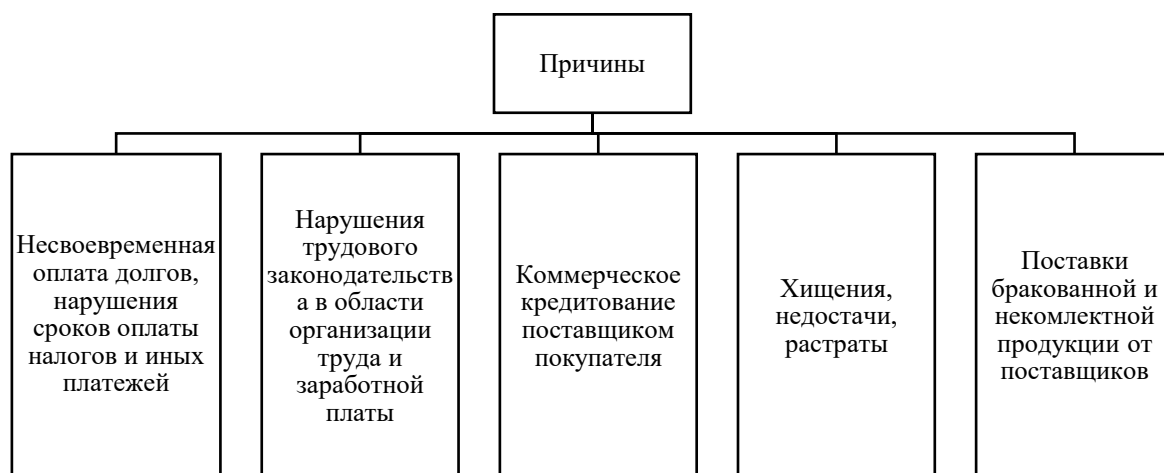 Причины
Несвоевременная
оплата долгов,
нарушения
сроков оплаты
налогов и иных
платежей
Нарушения
трудового
законодательств
а в области
организации
труда и
заработной
платы
Коммерческое
кредитование
поставщиком
покупателя
Хищения,
недостачи,
растраты
Поставки
бракованной и
некомлектной
продукции от
поставщиков